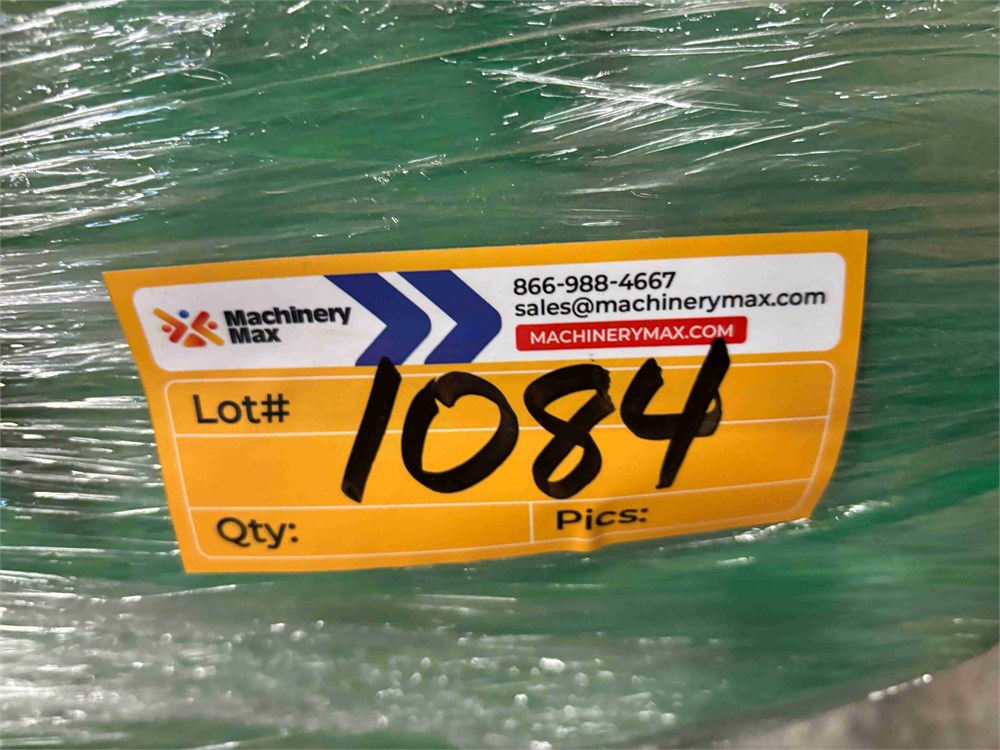 Machinery
Max
866-988-4667
sales@machinerymax.com
MACHINERYMAX.COM
Lot# 1084
Qty:
Pics: